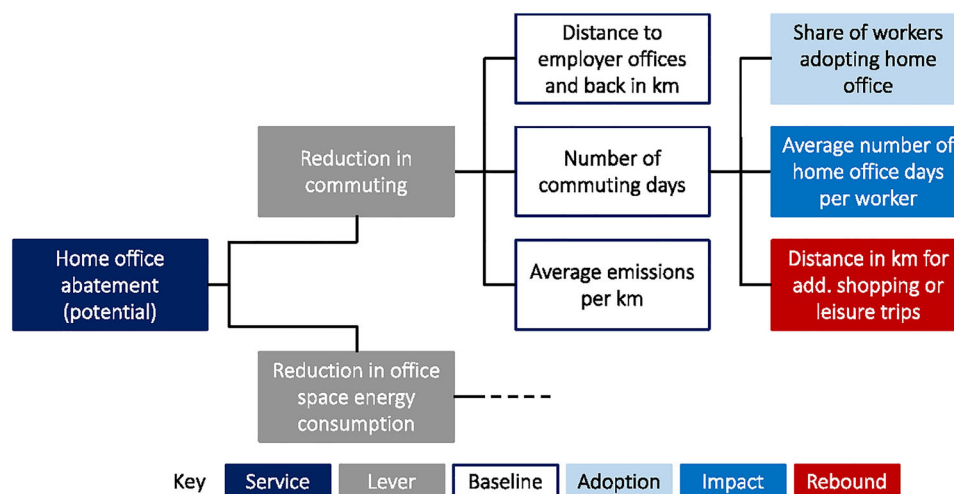 Distance to
employer offices
and back in km
Share of workers
adopting home
office
Reduction in
commuting
Number of
commuting days
Average number of
home office days
per worker
Home office
abatement
(potential)
Average emissions
per km
Distance in km for
add. shopping or
leisure trips
Reduction in office
space energy
consumption
Key Service Lever Baseline Adoption Impact Rebound